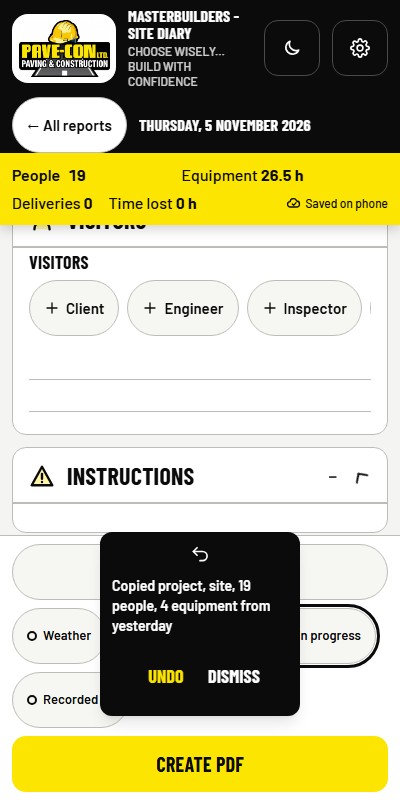 PAVE-CON LTD.
PAVING & CONSTRUCTION
MASTERBUILDERS -
SITE DIARY
CHOOSE WISELY...
BUILD WITH
CONFIDENCE
← All reports
THURSDAY, 5 NOVEMBER 2026
People 19
Equipment 26.5 h
Deliveries 0
Time lost 0 h
Saved on phone
VISITORS
VISITORS
+ Client
+ Engineer
+ Inspector
INSTRUCTIONS
–
Copied project, site, 19
people, 4 equipment from
yesterday
UNDO
DISMISS
Weather
n progress
Recorded
CREATE PDF